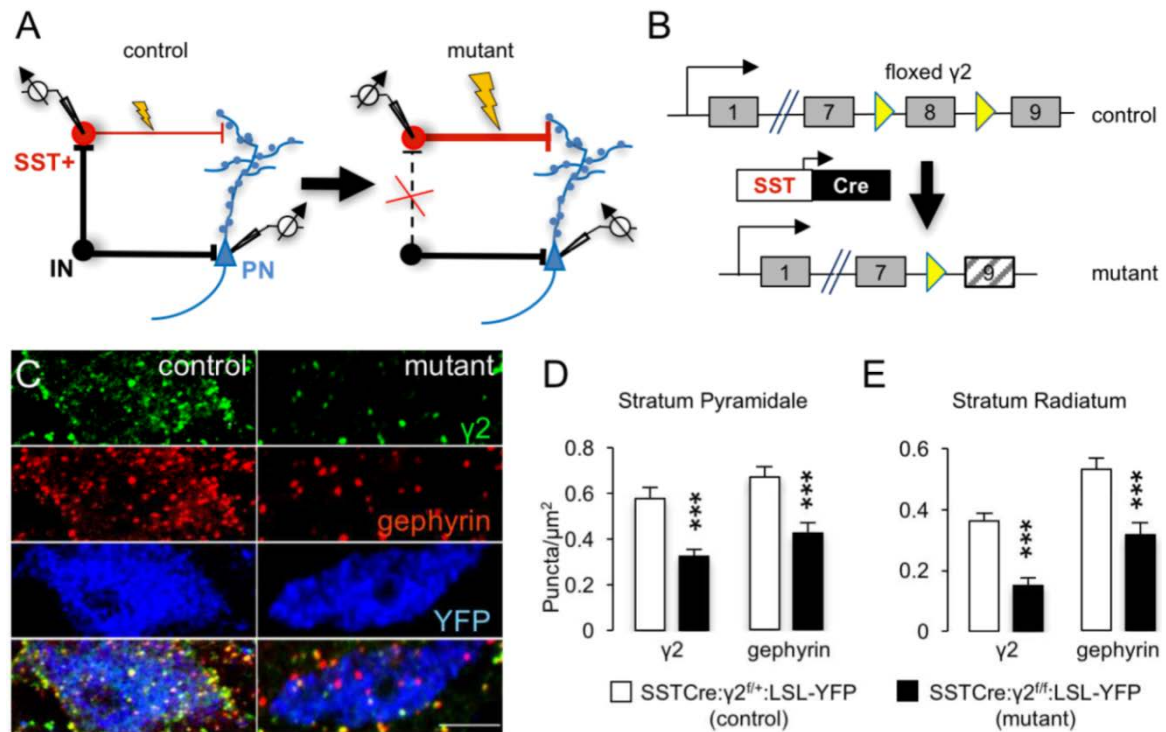 A
control
mutant
SST+
IN
PN
B
floxed γ2
1
7
8
9
control
SST
Cre
1
7
9
mutant
C
control
mutant
γ2
gephyrin
YFP
D
Stratum Pyramidale
Puncta/μm²
0.8
0.6
0.4
0.2
0
***
***
γ2
gephyrin
E
Stratum Radiatum
0.6
0.4
0.2
0
***
***
γ2
gephyrin
SSTCre:γ2f/+:LSL-YFP
(control)
SSTCre:γ2f/f:LSL-YFP
(mutant)